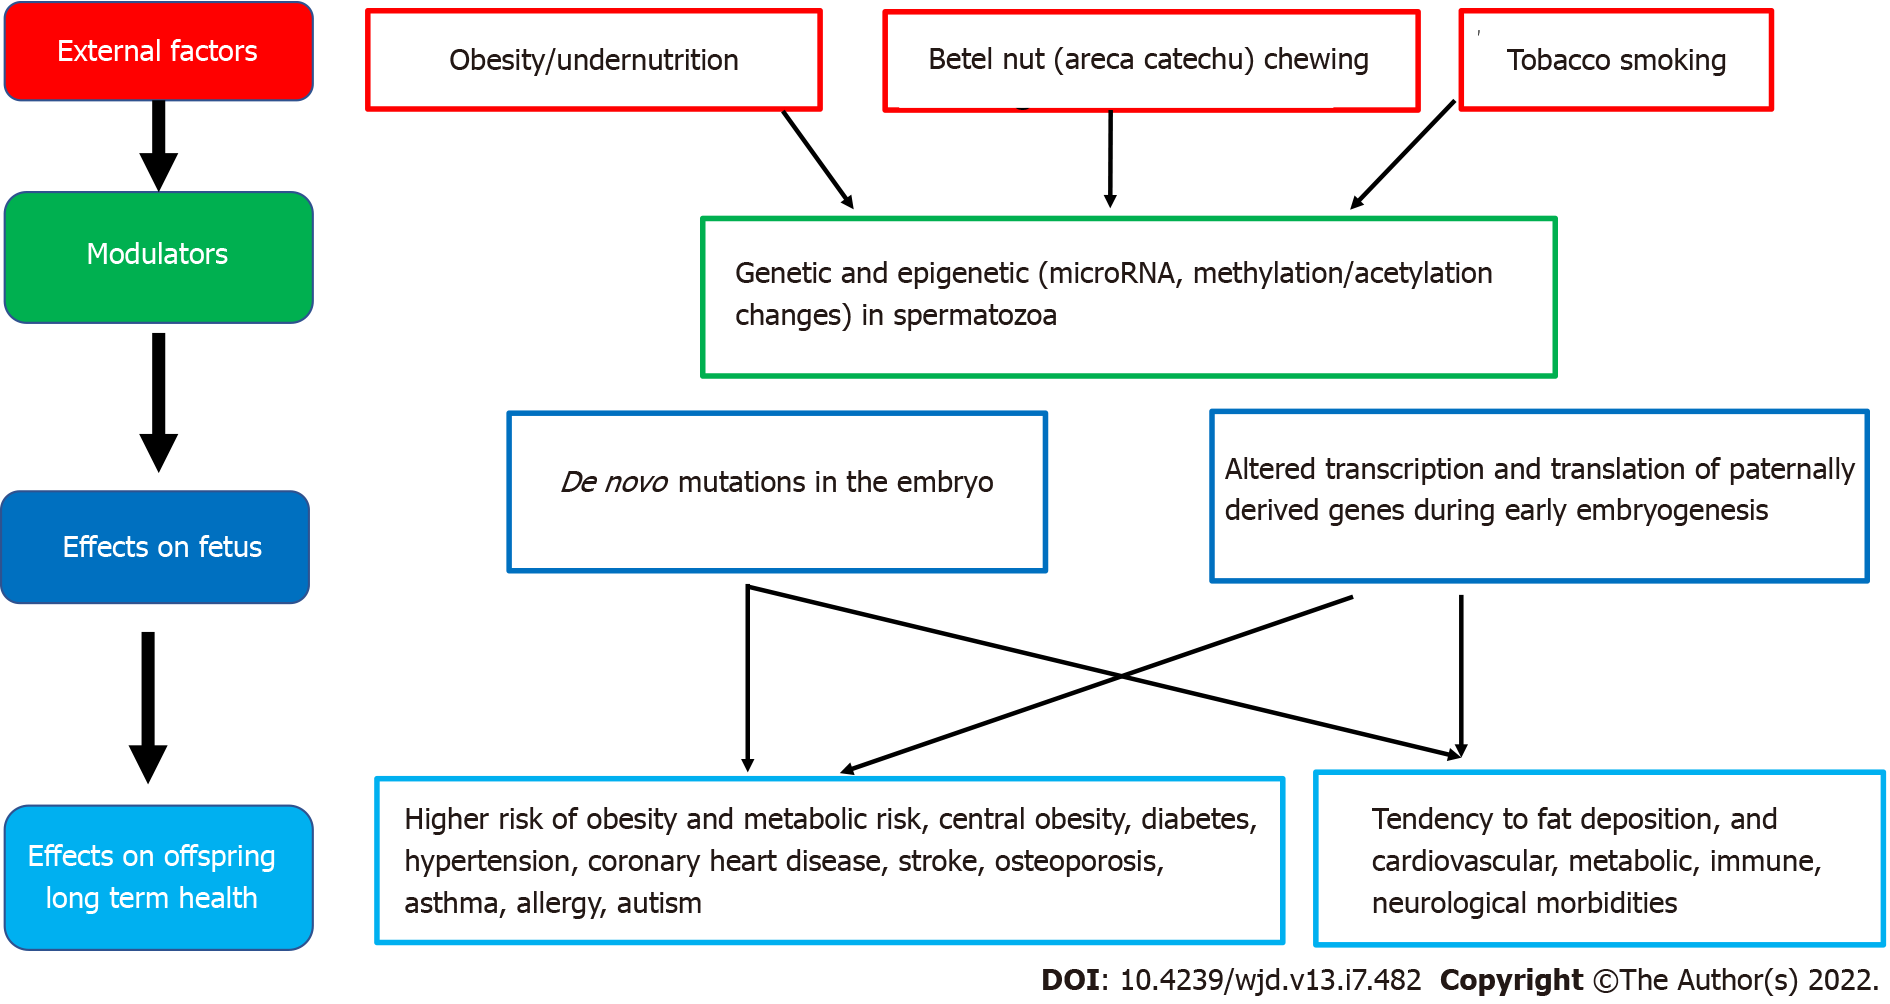 External factors
Obesity/undernutrition
Betel nut (areca catechu) chewing
Tobacco smoking
Modulators
Genetic and epigenetic (microRNA, methylation/acetylation
changes) in spermatozoa
Effects on fetus
De novo mutations in the embryo
Altered transcription and translation of paternally
derived genes during early embryogenesis
Effects on offspring
long term health
Higher risk of obesity and metabolic risk, central obesity, diabetes,
hypertension, coronary heart disease, stroke, osteoporosis,
asthma, allergy, autism
Tendency to fat deposition, and
cardiovascular, metabolic, immune,
neurological morbidities
DOI: 10.4239/wjd.v13.i7.482 Copyright ©The Author(s) 2022.